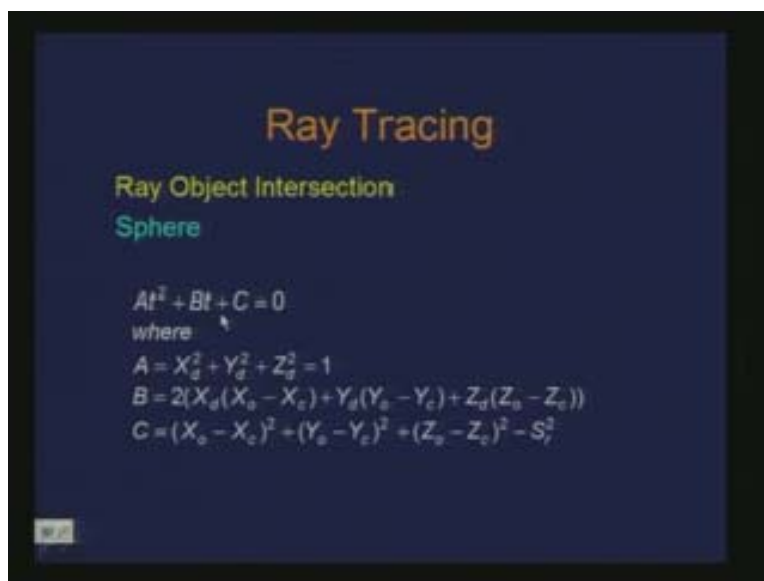 Ray Tracing
Ray Object Intersection
Sphere
At² + Bt + C = 0
where
A = X_d² + Y_d² + Z_d² = 1
B = 2(X_d(X_o − X_c) + Y_d(Y_o − Y_c) + Z_d(Z_o − Z_c))
C = (X_o − X_c)² + (Y_o − Y_c)² + (Z_o − Z_c)² − S_r²